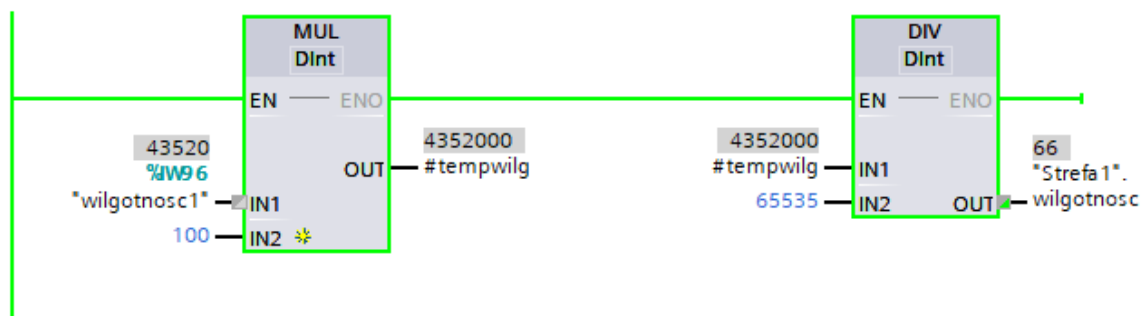 MUL
DInt
EN
ENO
43520
%IW96
"wilgotnosc1"
IN1
100
IN2
OUT
4352000
#tempwilg
DIV
DInt
EN
ENO
4352000
#tempwilg
IN1
65535
IN2
OUT
66
"Strefa1".
wilgotnosc